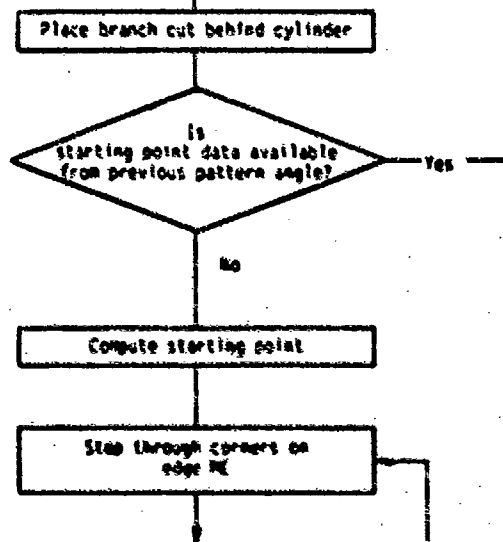 Place branch cut behind cylinder
Is
starting point data available
from previous pattern angle?
Yes
No
Compute starting point
Step through corners on
edge ME